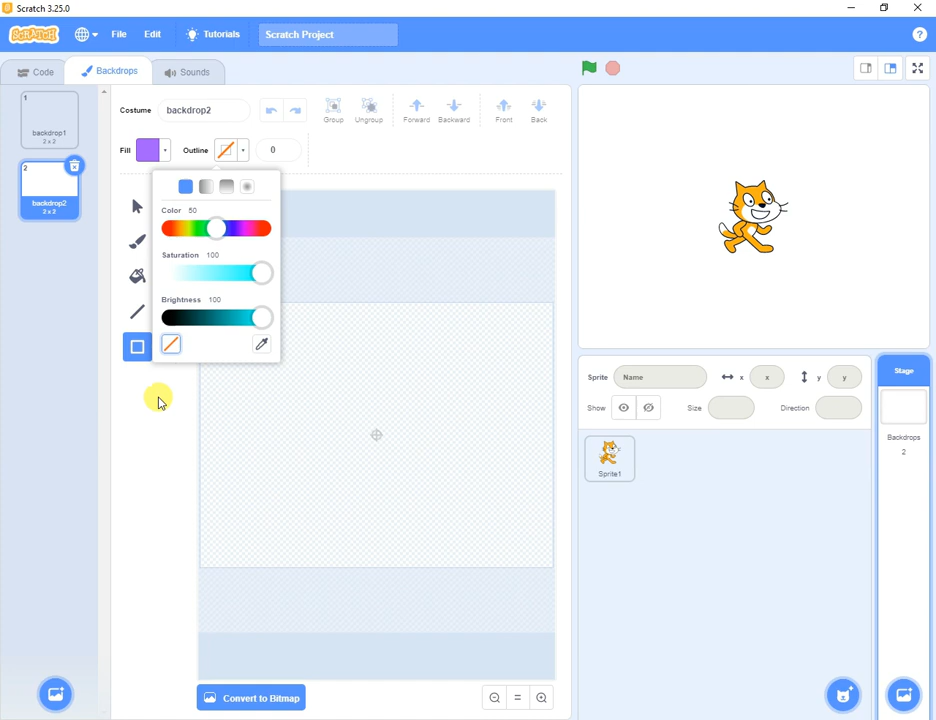 Scratch 3.25.0
SCRATCH File Edit Tutorials Scratch Project ?
Code Backdrops Sounds
1
backdrop1
2 x 2
2
backdrop2
2 x 2
Costume backdrop2 Group Ungroup Forward Backward Front Back
Fill Outline 0
Color 50
Saturation 100
Brightness 100
Convert to Bitmap
Sprite Name x x y y
Show Size Direction
Sprite1
Stage
Backdrops
2